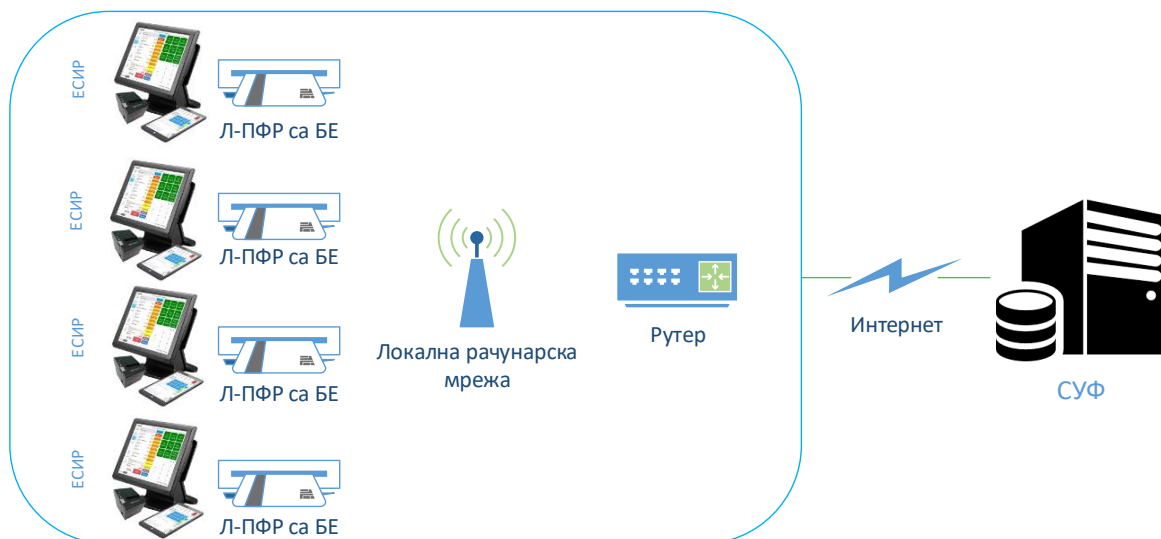 ЕСИР
Л-ПФР са БЕ
ЕСИР
Л-ПФР са БЕ
ЕСИР
Л-ПФР са БЕ
ЕСИР
Л-ПФР са БЕ
Локална рачунарска
мрежа
Рутер
Интернет
СУФ